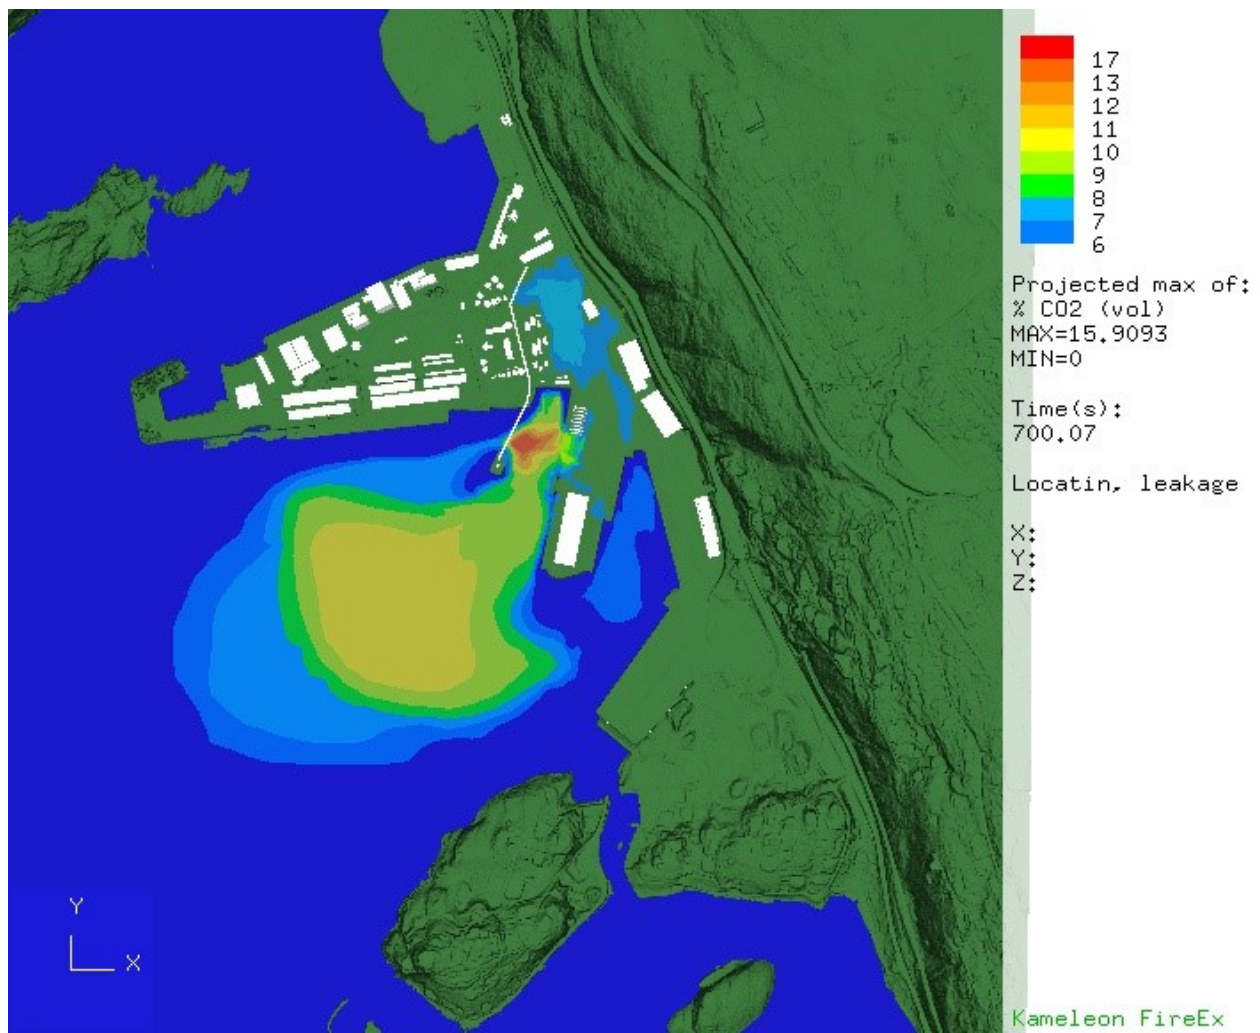 17
13
12
11
10
9
8
7
6
Projected max of:
% CO2 (vol)
MAX=15.9093
MIN=0
Time(s):
700.07
Locatin, leakage
X:
Y:
Z:
Y
X
Kameleon FireEx